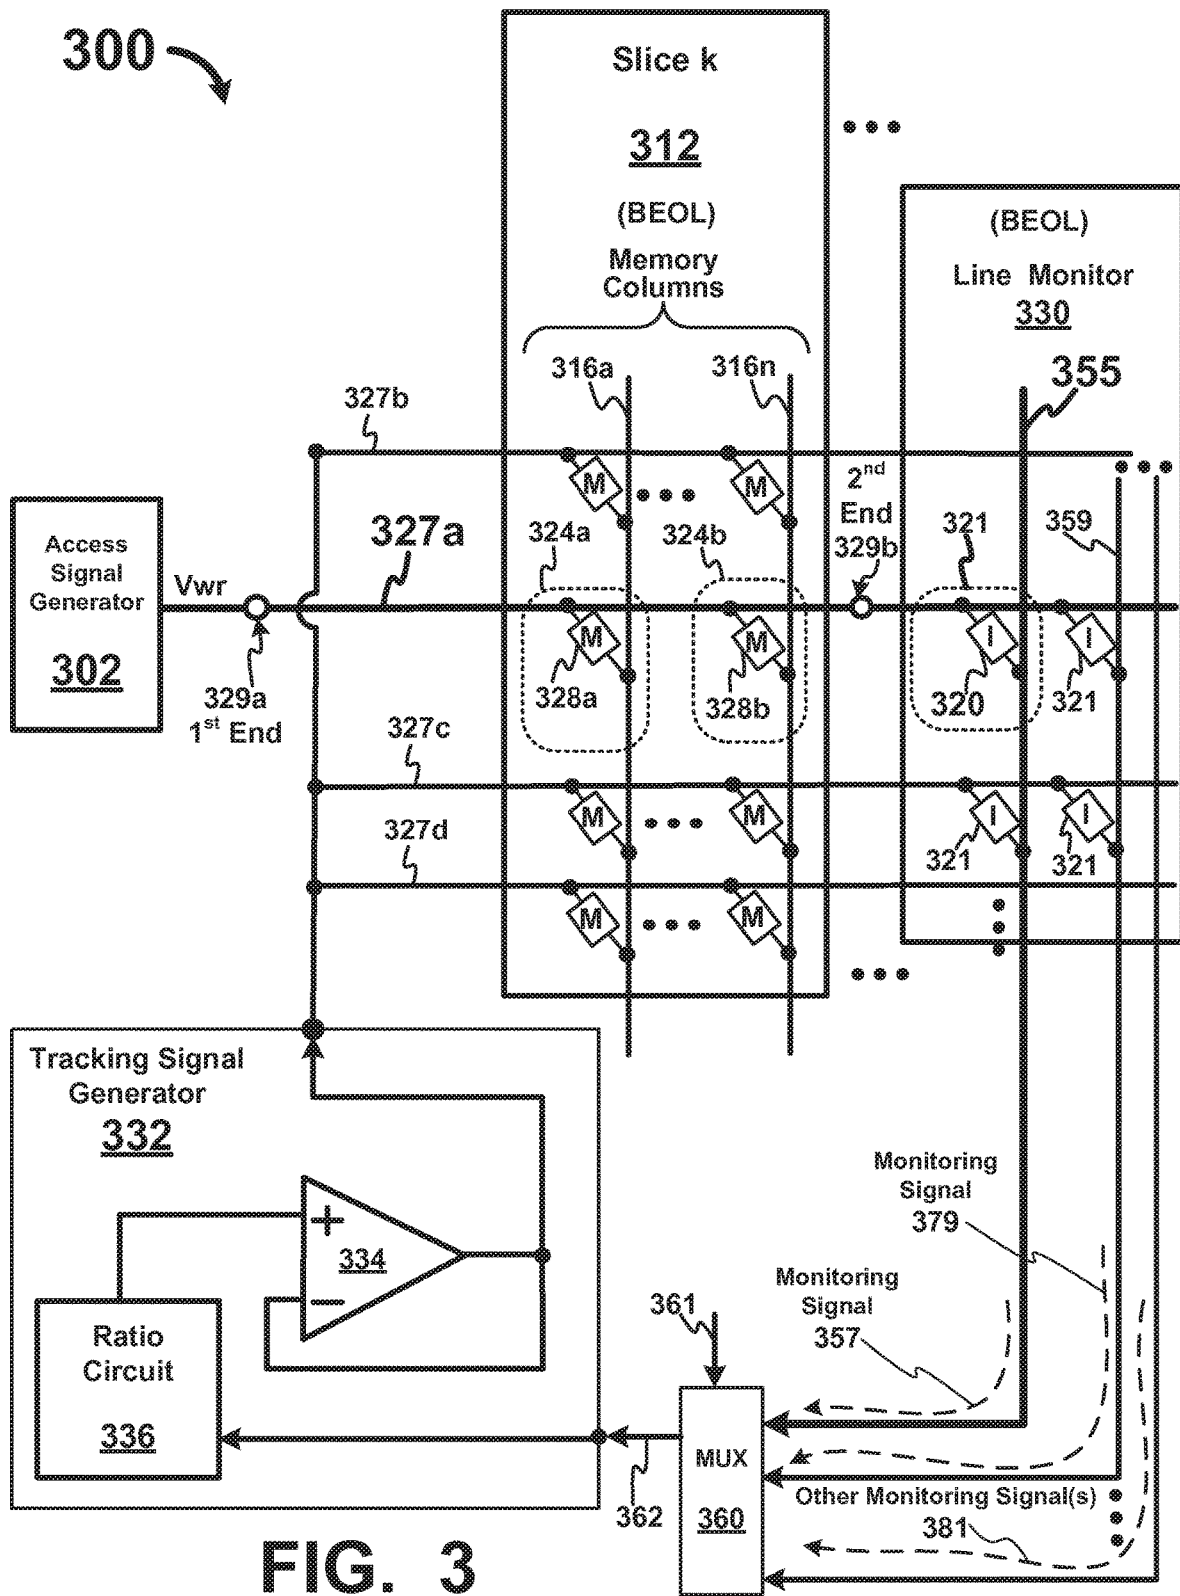 300
Slice k
312
(BEOL)
Memory
Columns
(BEOL)
Line Monitor
330
316a
316n
355
327b
2nd
End
329b
Access
Signal
Generator
302
Vwr
327a
324a
324b
321
359
M
M
M
M
I
I
328a
328b
320
321
329a
1st End
327c
M
M
I
I
327d
321
321
M
M
Tracking Signal
Generator
332
+
334
−
Ratio
Circuit
336
Monitoring
Signal
379
Monitoring
Signal
357
361
MUX
360
362
Other Monitoring Signal(s)
381
FIG. 3